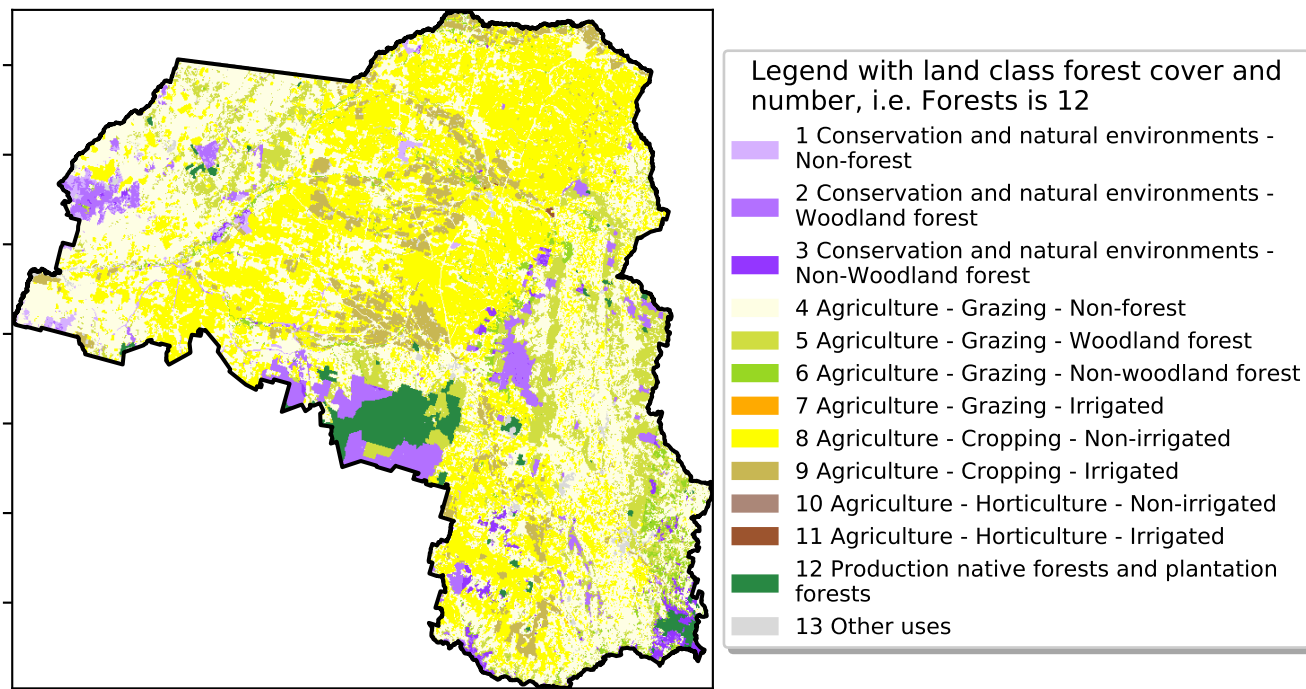 Legend with land class forest cover and
number, i.e. Forests is 12
1 Conservation and natural environments -
Non-forest
2 Conservation and natural environments -
Woodland forest
3 Conservation and natural environments -
Non-Woodland forest
4 Agriculture - Grazing - Non-forest
5 Agriculture - Grazing - Woodland forest
6 Agriculture - Grazing - Non-woodland forest
7 Agriculture - Grazing - Irrigated
8 Agriculture - Cropping - Non-irrigated
9 Agriculture - Cropping - Irrigated
10 Agriculture - Horticulture - Non-irrigated
11 Agriculture - Horticulture - Irrigated
12 Production native forests and plantation
forests
13 Other uses